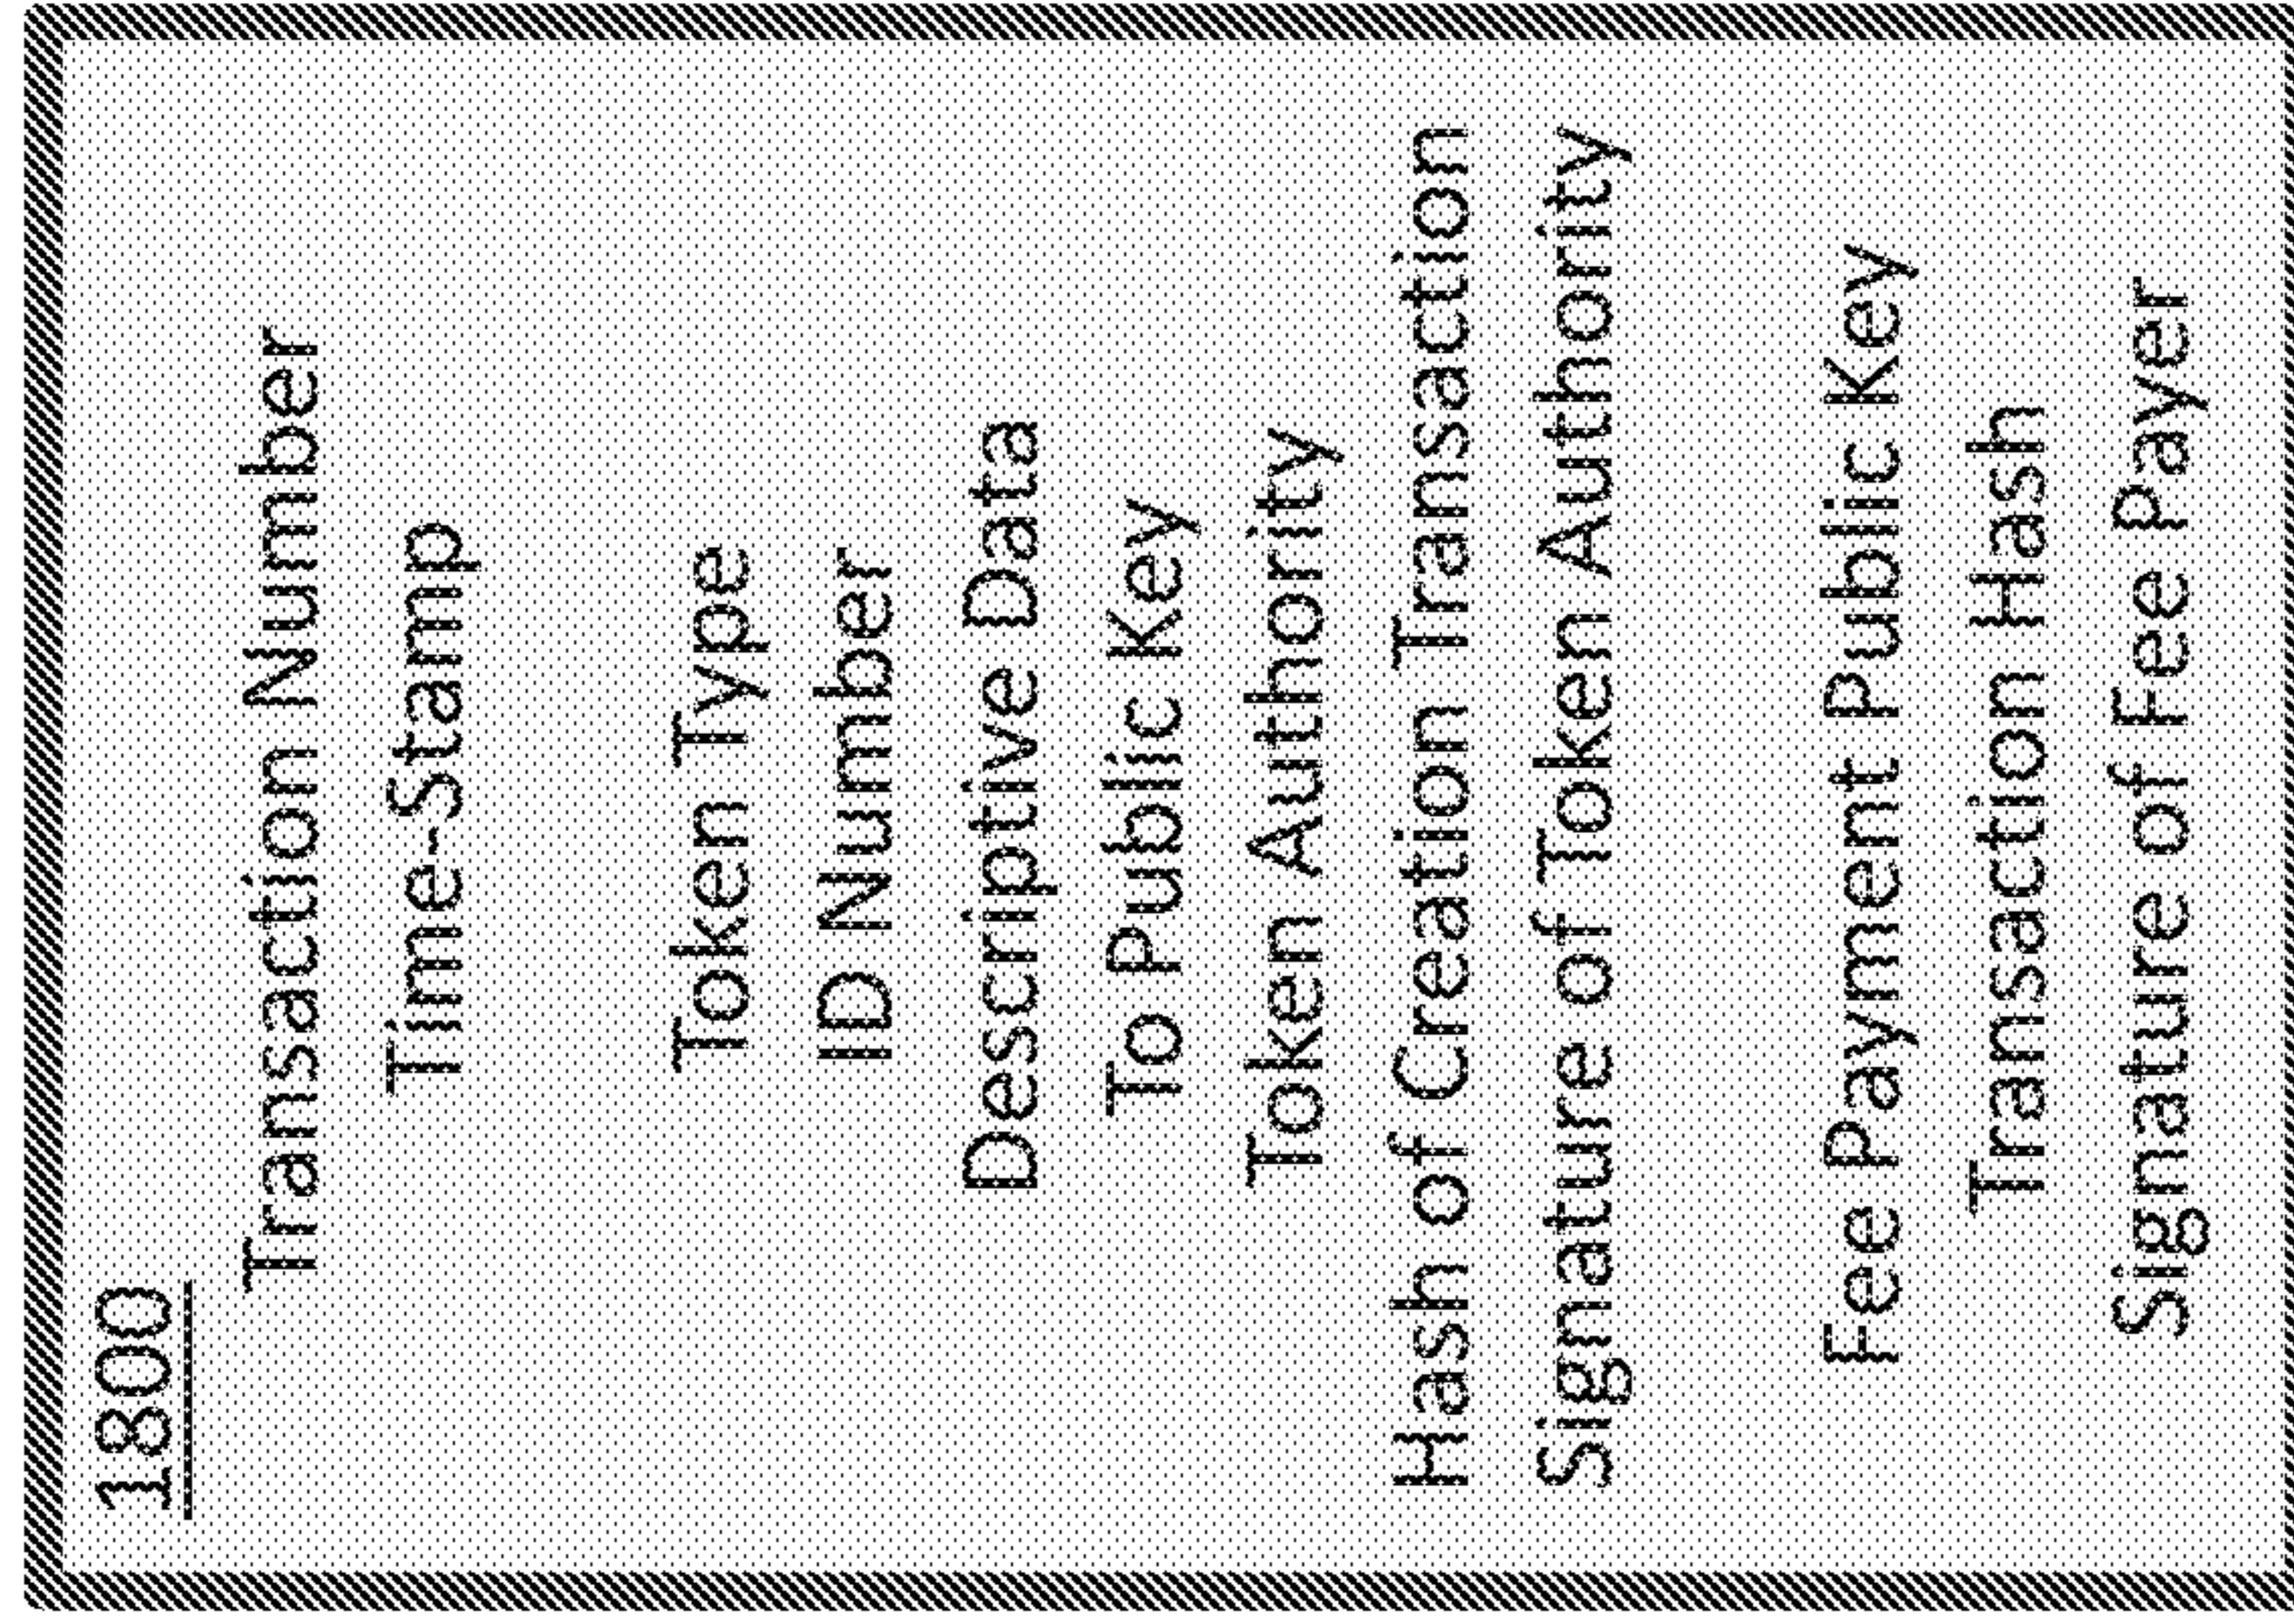 1800
Transaction Number
Time-Stamp
Token Type
ID Number
Descriptive Data
To Public Key
Token Authority
Hash of Creation Transaction
Signature of Token Authority
Fee Payment Public Key
Transaction Hash
Signature of Fee Payer